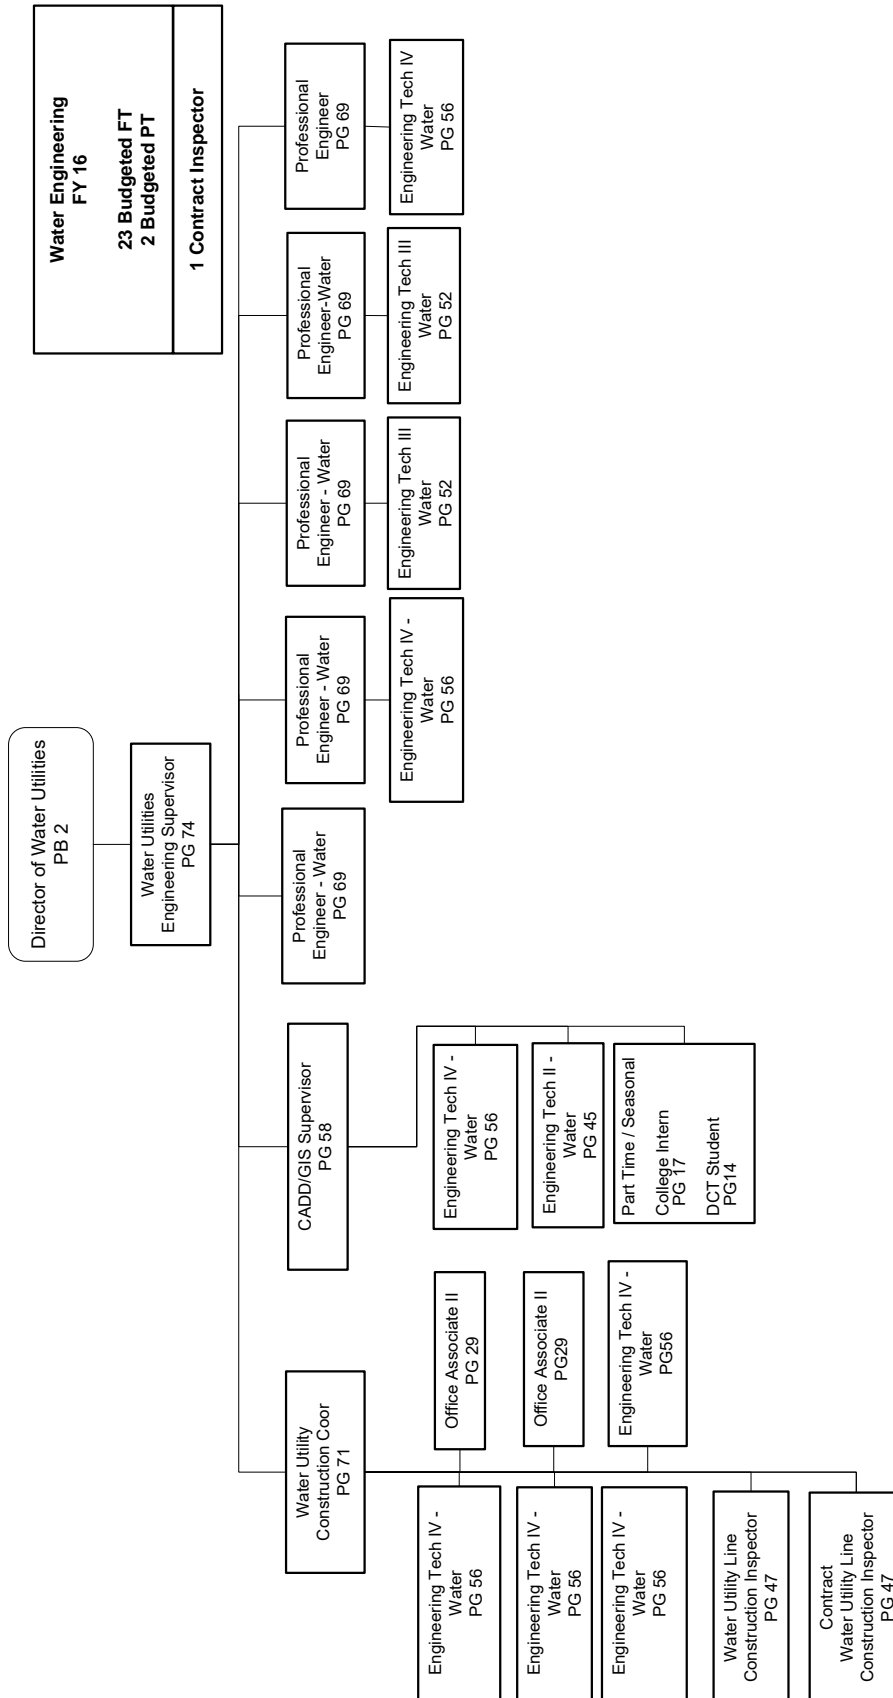 Water Engineering
FY 16
23 Budgeted FT
2 Budgeted PT
1 Contract Inspector
Director of Water Utilities
PB 2
Water Utilities
Engineering Supervisor
PG 74
Water Utility
Construction Coor
PG 71
CADD/GIS Supervisor
PG 58
Professional
Engineer - Water
PG 69
Professional
Engineer - Water
PG 69
Professional
Engineer - Water
PG 69
Professional
Engineer-Water
PG 69
Professional
Engineer
PG 69
Engineering Tech IV -
Water
PG 56
Engineering Tech III
Water
PG 52
Engineering Tech III
Water
PG 52
Engineering Tech IV
Water
PG 56
Engineering Tech IV -
Water
PG 56
Engineering Tech II -
Water
PG 45
Part Time / Seasonal
College Intern
PG 17
DCT Student
PG14
Engineering Tech IV -
Water
PG 56
Office Associate II
PG 29
Engineering Tech IV -
Water
PG 56
Office Associate II
PG29
Engineering Tech IV -
Water
PG 56
Engineering Tech IV -
Water
PG56
Water Utility Line
Construction Inspector
PG 47
Contract
Water Utility Line
Construction Inspector
PG 47